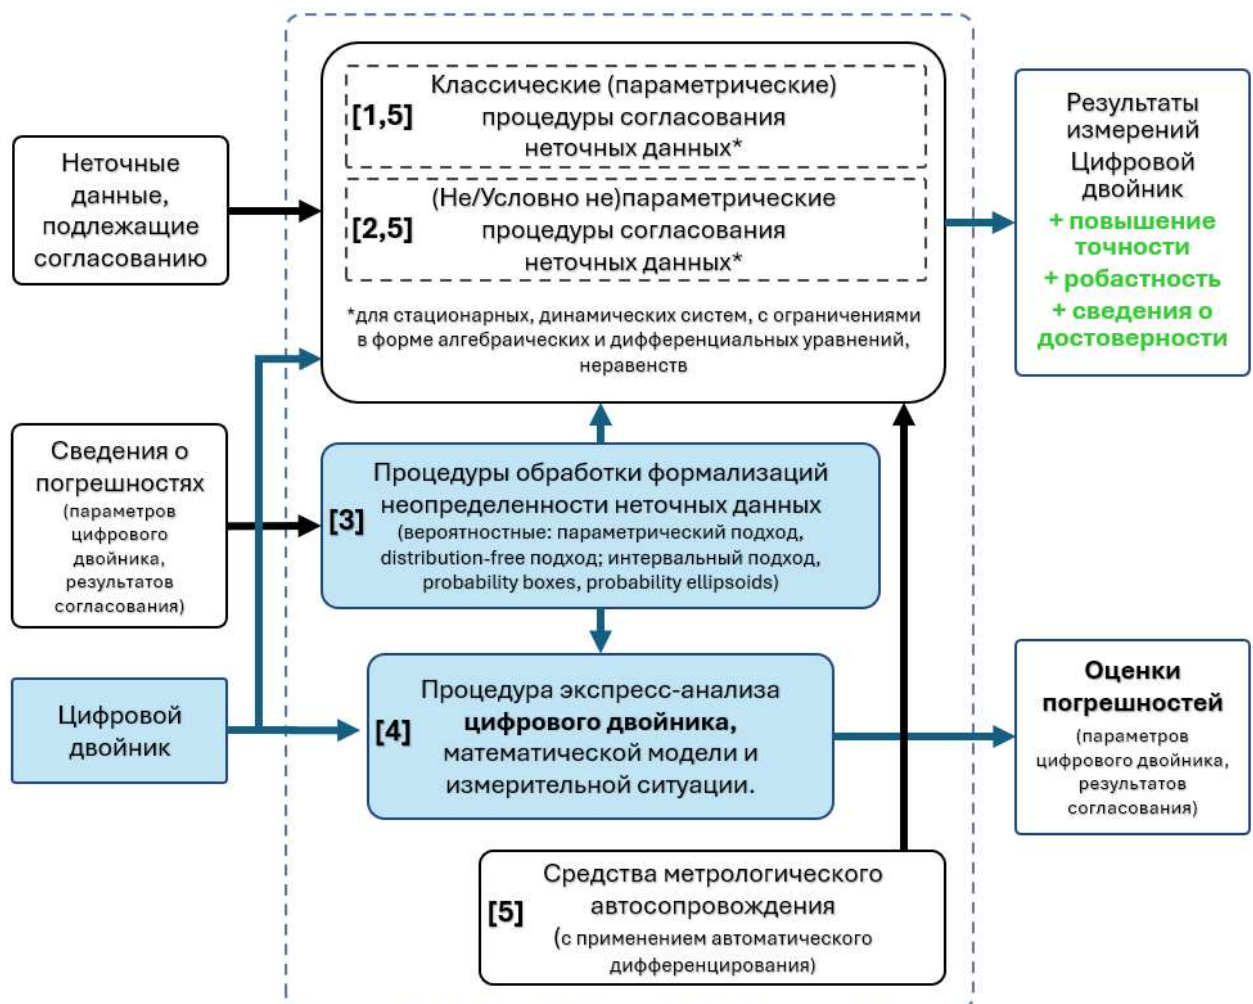 Неточные
данные,
подлежащие
согласованию
Сведения о
погрешностях
(параметров
цифрового
двойника,
результатов
согласования)
Цифровой
двойник
[1,5]
Классические (параметрические)
процедуры согласования
неточных данных*
[2,5]
(Не/Условно не)параметрические
процедуры согласования
неточных данных*
*для стационарных, динамических систем, с ограничениями
в форме алгебраических и дифференциальных уравнений,
неравенств
[3]
Процедуры обработки формализаций
неопределенности неточных данных
(вероятностные: параметрический подход,
distribution-free подход; интервальный подход,
probability boxes, probability ellipsoids)
[4]
Процедура экспресс-анализа
цифрового двойника,
математической модели и
измерительной ситуации.
[5]
Средства метрологического
автосопровождения
(с применением автоматического
дифференцирования)
Результаты
измерений
Цифровой
двойник
+ повышение
точности
+ робастность
+ сведения о
достоверности
Оценки
погрешностей
(параметров
цифрового двойника,
результатов
согласования)